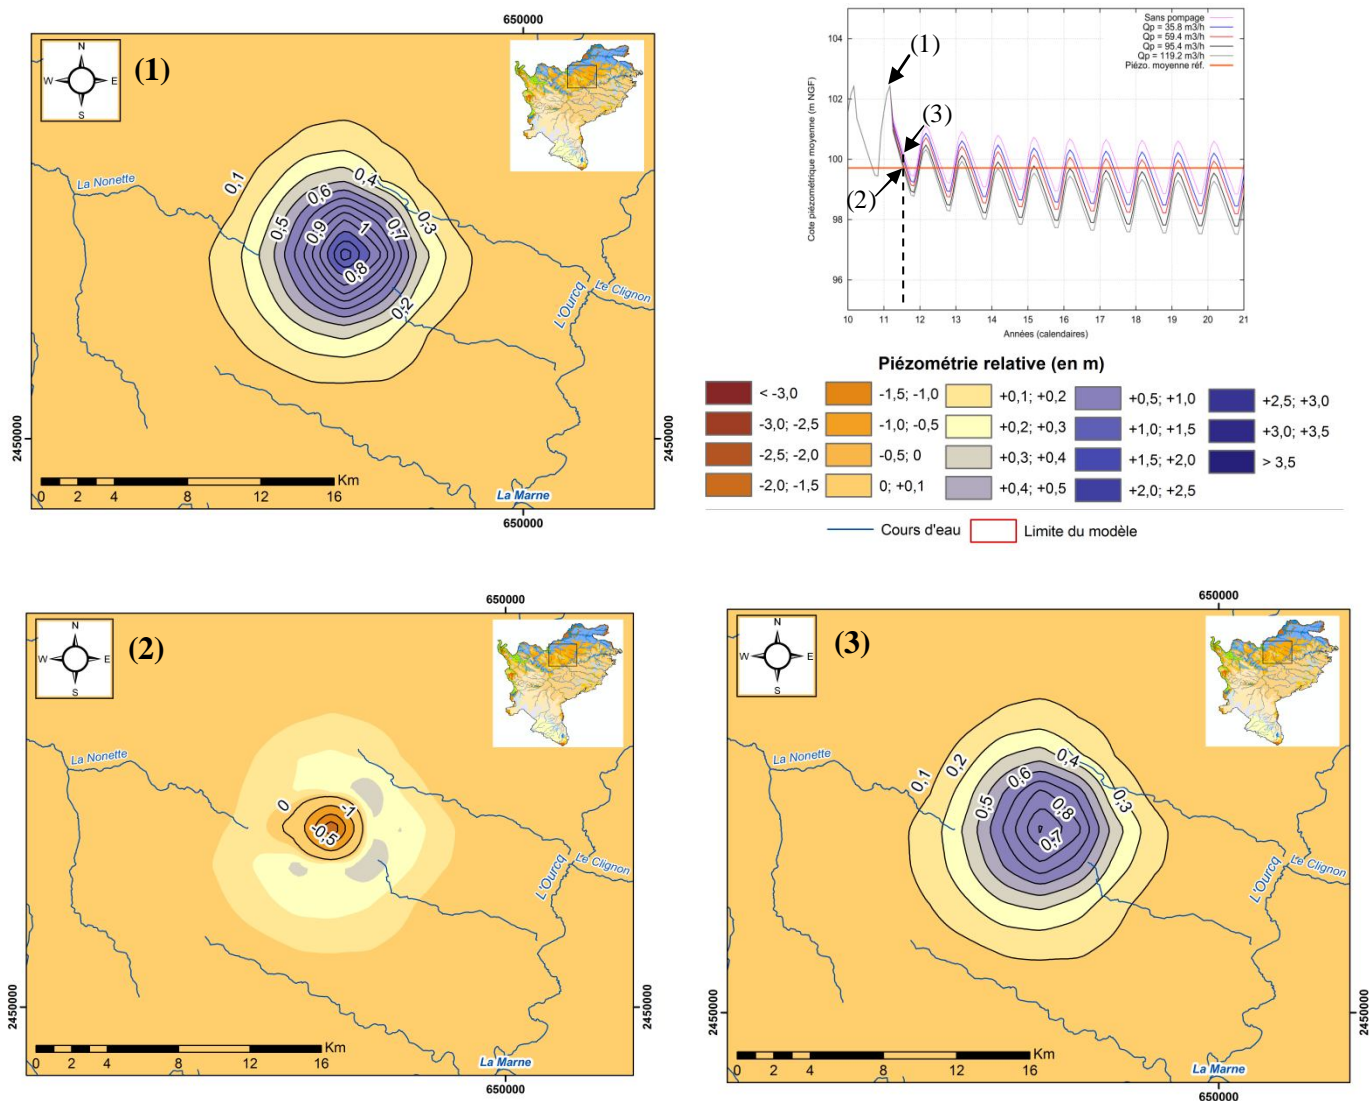 650000
N
W E
S
(1)
0,1
0,4
0,6
0,3
0,5
0,9
1
0,7
0,8
0,2
La Nonette
L'Ourcq
Le Clignon
2450000
2450000
Km
0 2 4 8 12 16
La Marne
650000
104
102
100
98
96
Cote piézométrique moyenne (m NGF)
Sans pompage
Qp = 35.8 m3/h
Qp = 59.4 m3/h
Qp = 95.4 m3/h
Qp = 119.2 m3/h
Piézo. moyenne réf.
(1)
(3)
(2)
10 11 12 13 14 15 16 17 18 19 20 21
Années (calendaires)
Piézométrie relative (en m)
< -3,0
-3,0; -2,5
-2,5; -2,0
-2,0; -1,5
-1,5; -1,0
-1,0; -0,5
-0,5; 0
0; +0,1
+0,1; +0,2
+0,2; +0,3
+0,3; +0,4
+0,4; +0,5
+0,5; +1,0
+1,0; +1,5
+1,5; +2,0
+2,0; +2,5
+2,5; +3,0
+3,0; +3,5
> 3,5
Cours d'eau
Limite du modèle
650000
N
W E
S
(2)
La Nonette
0
-1
-0,5
L'Ourcq
Le Clignon
2450000
2450000
Km
0 2 4 8 12 16
La Marne
650000
650000
N
W E
S
(3)
La Nonette
0,1
0,2
0,4
0,6
0,3
0,5
0,8
0,7
L'Ourcq
Le Clignon
2450000
2450000
Km
0 2 4 8 12 16
La Marne
650000